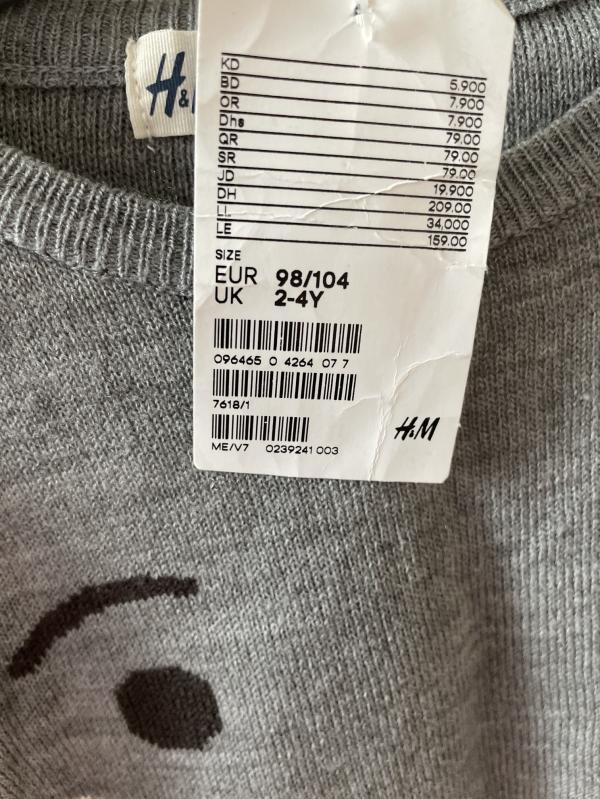 H&
KD 5.900
BD 7.900
OR 7.900
Dhs 79.00
QR 79.00
SR 79.00
JD 19.900
DH 209.00
LL 34,000
LE 159.00
SIZE
EUR 98/104
UK 2-4Y
096465 0 4264 07 7
7618/1
H&M
ME/V7 0239241 003